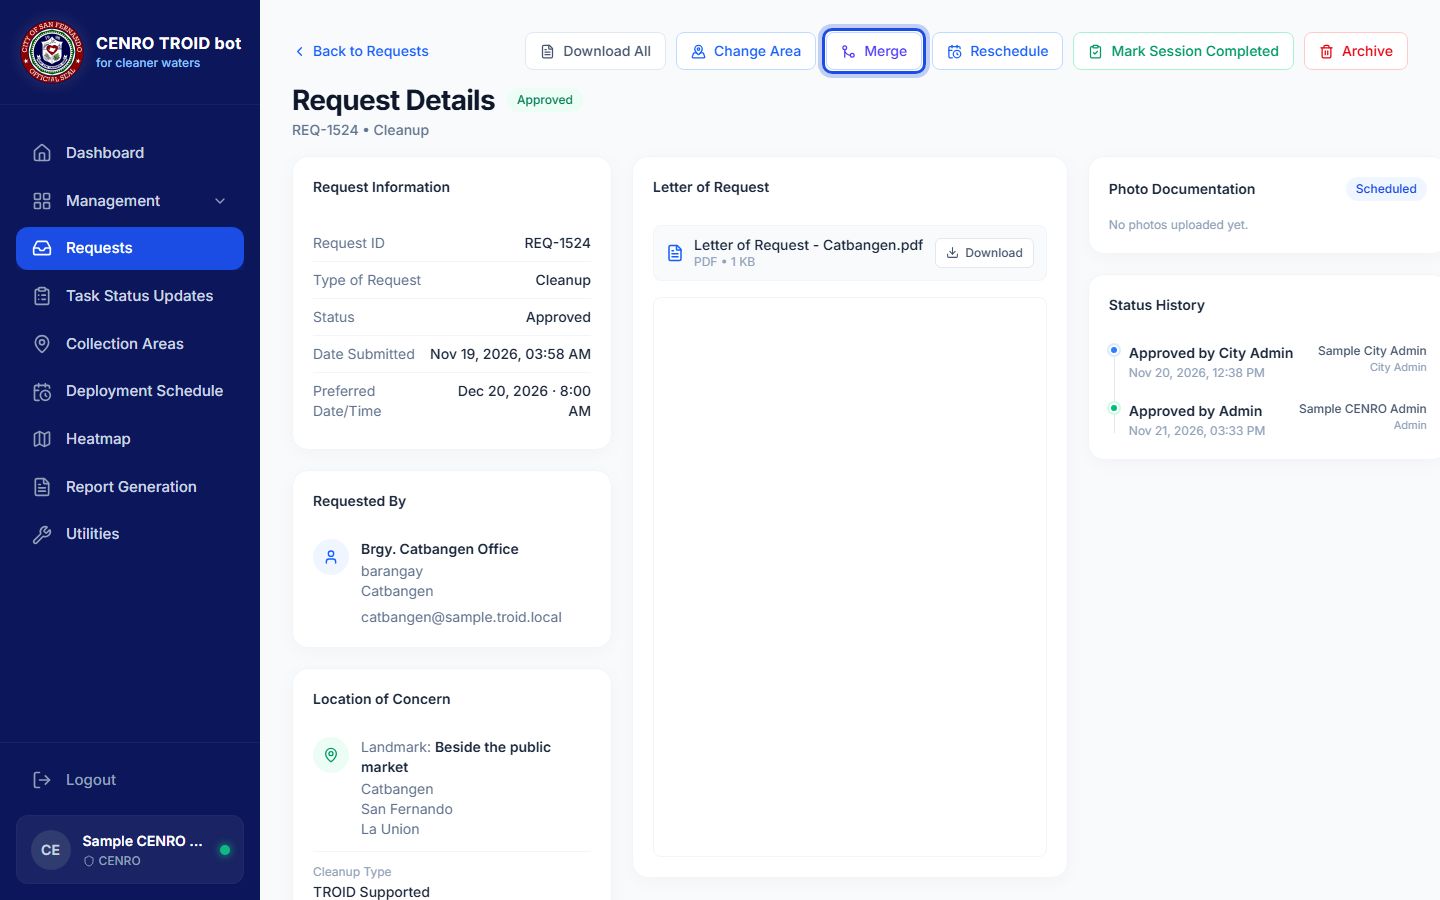 CITY OF SAN FERNANDO
OFFICIAL SEAL
CENRO TROID bot
for cleaner waters
Dashboard
Management
Requests
Task Status Updates
Collection Areas
Deployment Schedule
Heatmap
Report Generation
Utilities
Logout
CE
Sample CENRO ...
CENRO
Back to Requests
Download All
Change Area
Merge
Reschedule
Mark Session Completed
Archive
Request Details
Approved
REQ-1524 • Cleanup
Request Information
Request ID REQ-1524
Type of Request Cleanup
Status Approved
Date Submitted Nov 19, 2026, 03:58 AM
Preferred Date/Time Dec 20, 2026 · 8:00 AM
Requested By
Brgy. Catbangen Office
barangay
Catbangen
catbangen@sample.troid.local
Location of Concern
Landmark: Beside the public
market
Catbangen
San Fernando
La Union
Cleanup Type
TROID Supported
Letter of Request
Letter of Request - Catbangen.pdf
PDF • 1 KB
Download
Photo Documentation
Scheduled
No photos uploaded yet.
Status History
Approved by City Admin
Nov 20, 2026, 12:38 PM
Sample City Admin
City Admin
Approved by Admin
Nov 21, 2026, 03:33 PM
Sample CENRO Admin
Admin